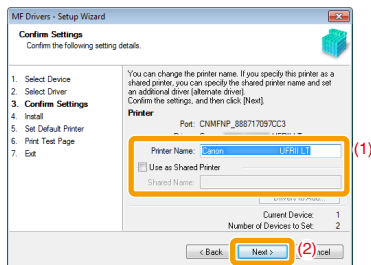 MF Drivers - Setup Wizard
Confirm Settings
Confirm the following setting details.
1. Select Device
2. Select Driver
3. Confirm Settings
4. Install
5. Set Default Printer
6. Print Test Page
7. Exit
You can change the printer name. If you specify this printer as a
shared printer, you can specify the shared printer name and set
an additional driver (alternate driver).
Confirm the settings, and then click [Next].
Printer
Port: CNMFNP_888717097CC3
Printer Name: Canon UFRII LT
(1)
Use as Shared Printer
Shared Name:
Drivers to Add...
Current Device: 1
Number of Devices to Set: 2
< Back
Next >
(2)